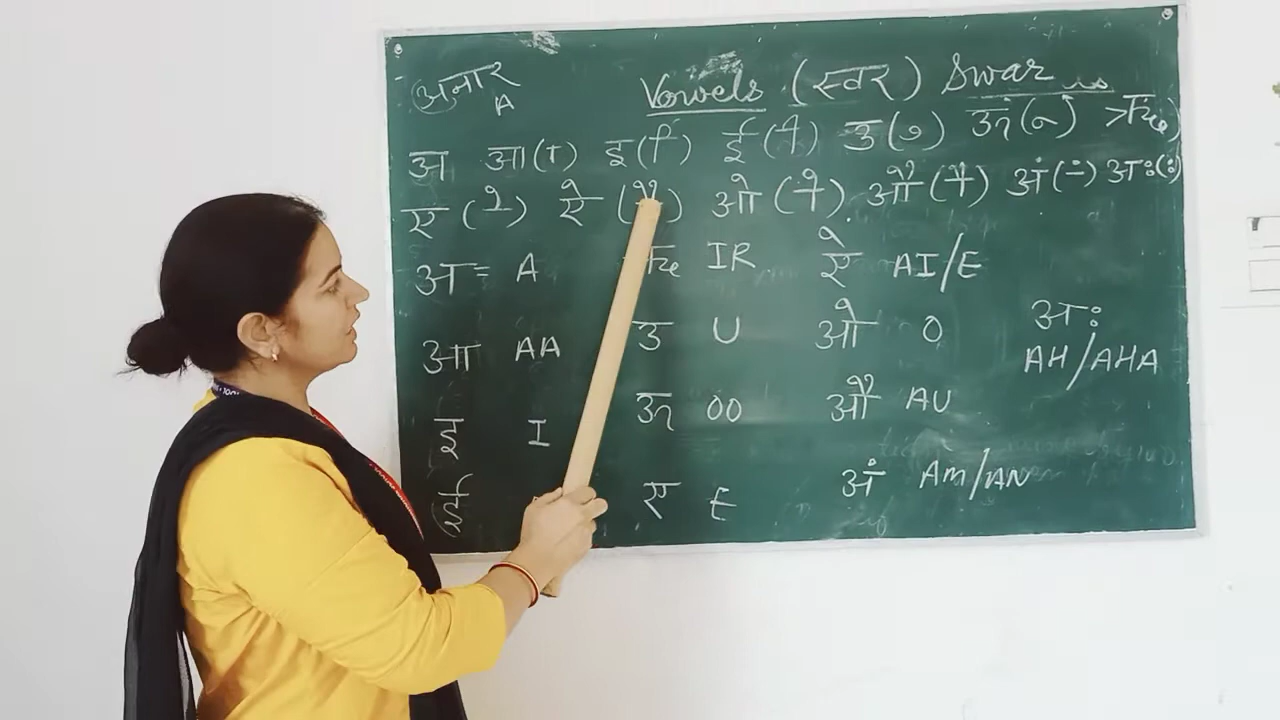 अनार
A
Vowels (स्वर) Swar
अ आ(ा) इ(ि) ई(ी) उ(ु) ऊ(ू) > ऋ
ए (े) ऐ (ै) ओ (ो) औ (ौ) अं(ं) अः(ः)
अ = A ऋ IR ऐ AI/E
आ AA उ U ओ O अः
AH/AHA
इ I ऊ OO औ AU
ई ए E अं AM/AN